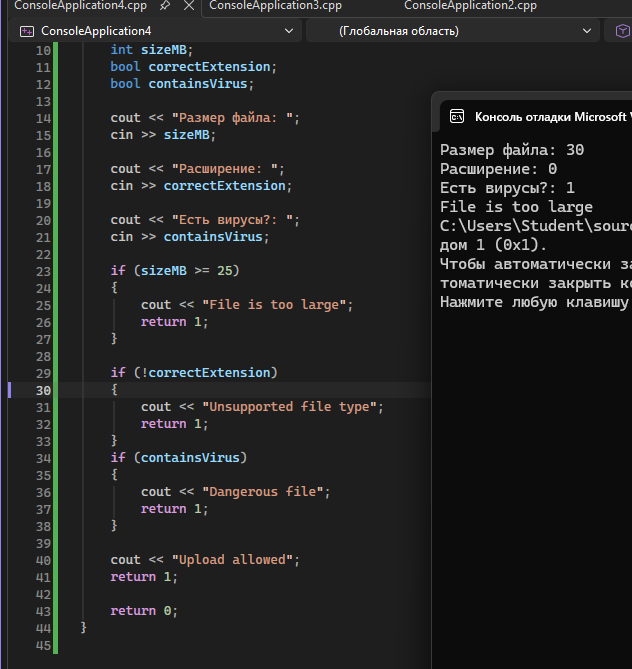 ConsoleApplication4.cpp
ConsoleApplication3.cpp
ConsoleApplication2.cpp
ConsoleApplication4
(Глобальная область)
10 int sizeMB;
11 bool correctExtension;
12 bool containsVirus;
13
14 cout << "Размер файла: ";
15 cin >> sizeMB;
16
17 cout << "Расширение: ";
18 cin >> correctExtension;
19
20 cout << "Есть вирусы?: ";
21 cin >> containsVirus;
22
23 if (sizeMB >= 25)
24 {
25 cout << "File is too large";
26 return 1;
27 }
28
29 if (!correctExtension)
30 {
31 cout << "Unsupported file type";
32 return 1;
33 }
34 if (containsVirus)
35 {
36 cout << "Dangerous file";
37 return 1;
38 }
39
40 cout << "Upload allowed";
41 return 1;
42
43 return 0;
44 }
45
Консоль отладки Microsoft
Размер файла: 30
Расширение: 0
Есть вирусы?: 1
File is too large
C:\Users\Student\sour
дом 1 (0x1).
Чтобы автоматически за
томатически закрыть к
Нажмите любую клавишу